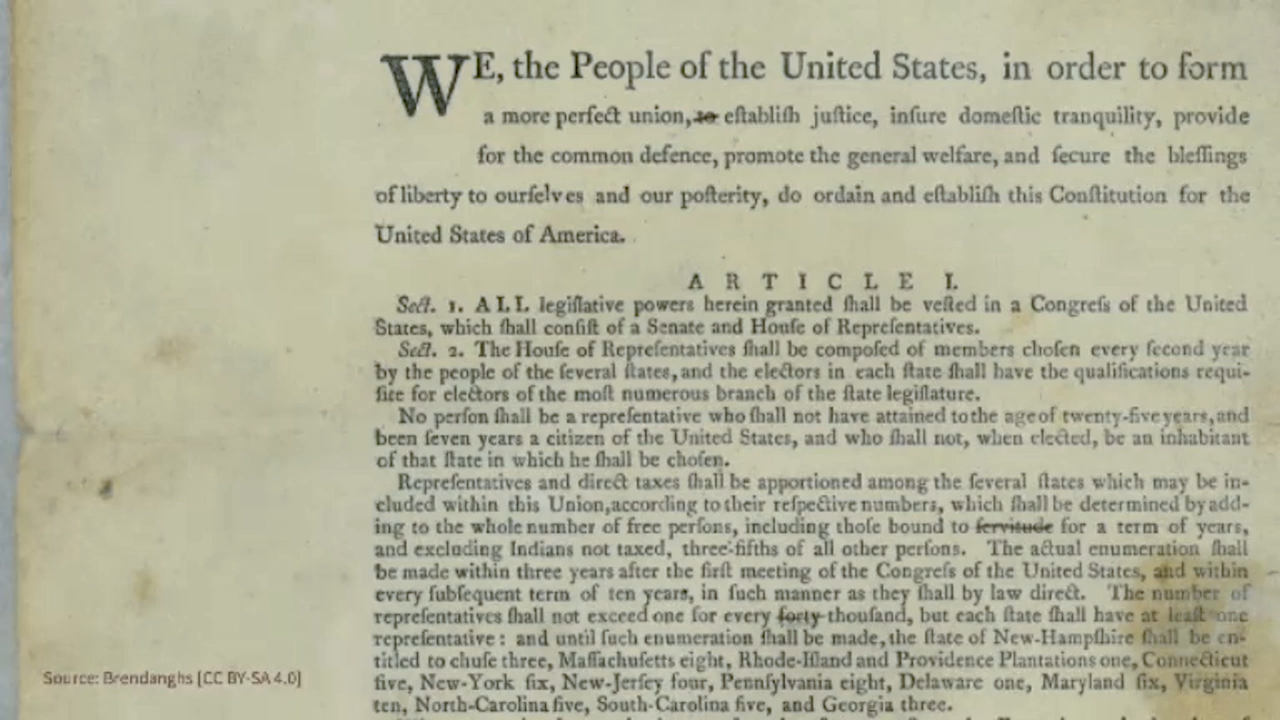 WE, the People of the United States, in order to form
a more perfect union, to eſtabliſh juſtice, inſure domeſtic tranquility, provide
for the common defence, promote the general welfare, and ſecure the bleſſings
of liberty to ourſelves and our poſterity, do ordain and eſtabliſh this Conſtitution for the
United States of America.
ARTICLE I.
Sect. 1. ALL legiſlative powers herein granted ſhall be veſted in a Congreſs of the United
States, which ſhall conſiſt of a Senate and Houſe of Repreſentatives.
Sect. 2. The Houſe of Repreſentatives ſhall be compoſed of members choſen every ſecond year
by the people of the ſeveral ſtates, and the electors in each ſtate ſhall have the qualifications requi-
ſite for electors of the moſt numerous branch of the ſtate legiſlature.
No perſon ſhall be a repreſentative who ſhall not have attained to the age of twenty-five years, and
been ſeven years a citizen of the United States, and who ſhall not, when elected, be an inhabitant
of that ſtate in which he ſhall be choſen.
Repreſentatives and direct taxes ſhall be apportioned among the ſeveral ſtates which may be in-
cluded within this Union, according to their reſpective numbers, which ſhall be determined by add-
ing to the whole number of free perſons, including thoſe bound to ſervitude for a term of years,
and excluding Indians not taxed, three-fifths of all other perſons. The actual enumeration ſhall
be made within three years after the firſt meeting of the Congreſs of the United States, and within
every ſubſequent term of ten years, in ſuch manner as they ſhall by law direct. The number of
repreſentatives ſhall not exceed one for every forty thouſand, but each ſtate ſhall have at leaſt one
repreſentative: and until ſuch enumeration ſhall be made, the ſtate of New-Hampſhire ſhall be en-
titled to chuſe three, Maſſachuſetts eight, Rhode-Iſland and Providence Plantations one, Connecticut
five, New-York ſix, New-Jerſey four, Pennſylvania eight, Delaware one, Maryland ſix, Virginia
ten, North-Carolina five, South-Carolina five, and Georgia three.
Source: Brendanghs [CC BY-SA 4.0]